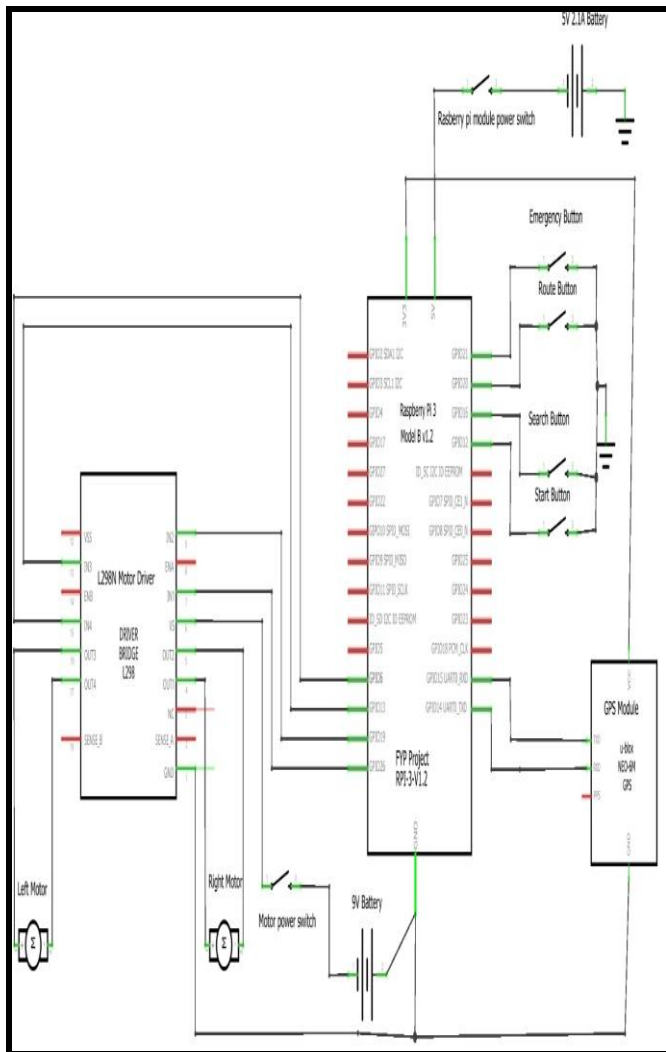 5V 2.1A Battery
Rasberry pi module power switch
Emergency Button
Route Button
Search Button
Start Button
3V3
5V
GPIO2 SDA1 I2C
GPIO3 SCL1 I2C
GPIO4
GPIO17
GPIO27
GPIO22
GPIO10 SPI0_MOSI
GPIO9 SPI0_MISO
GPIO11 SPI0_SCLK
ID_SD I2C ID EEPROM
GPIO5
GPIO6
GPIO13
GPIO19
GPIO26
Raspberry Pi 3
Model B v1.2
GPIO21
GPIO20
GPIO16
GPIO12
ID_SC I2C ID EEPROM
GPIO7 SPI0_CE1_N
GPIO8 SPI0_CE0_N
GPIO25
GPIO24
GPIO23
GPIO18 PCM_CLK
GPIO15 UART0_RXD
GPIO14 UART0_TXD
FYP Project
RPI-3-V1.2
GND
VSS
IN3
ENB
IN4
OUT3
OUT4
SENSE_B
L298N Motor Driver
DRIVER
BRIDGE
L298
IN2
ENA
IN1
VS
OUT2
OUT1
NC
SENSE_A
GND
VCC
GPS Module
u-blox
NEO-6M
GPS
TXD
RXD
PPS
GND
Left Motor
Right Motor
Motor power switch
9V Battery